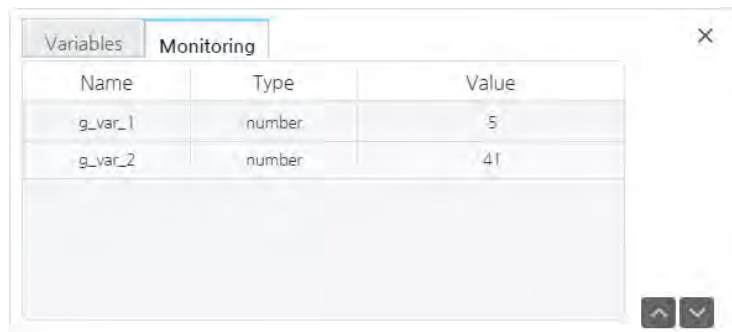 Variables Monitoring
Name Type Value
g_var_1 number 5
g_var_2 number 41